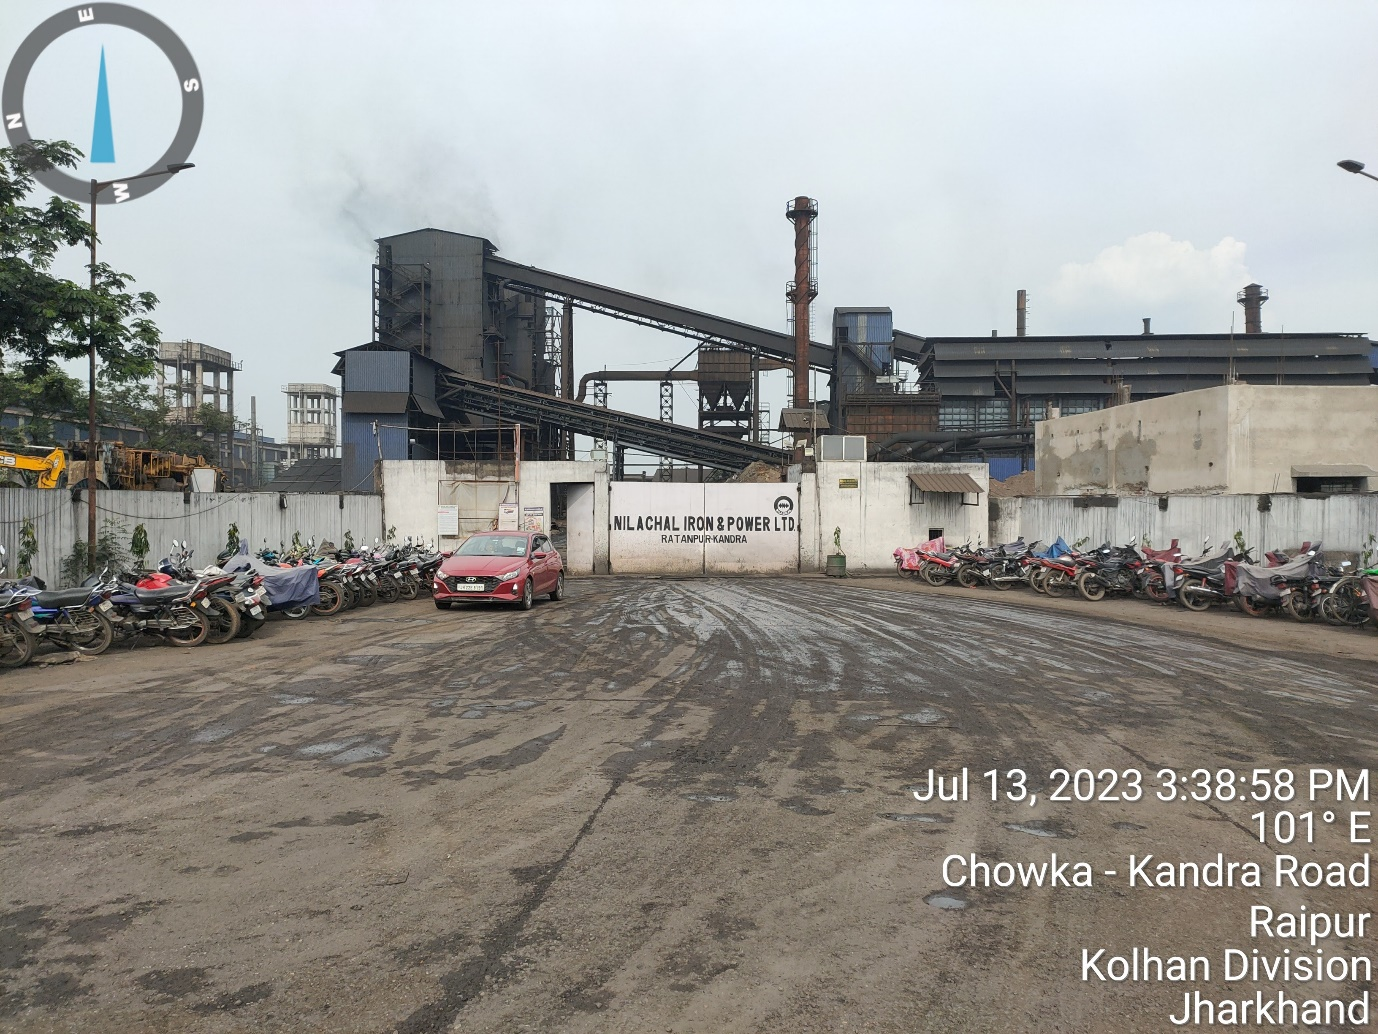 E
S
N
W
NILACHAL IRON & POWER LTD.
RATANPUR-KANDRA
Jul 13, 2023 3:38:58 PM
101° E
Chowka - Kandra Road
Raipur
Kolhan Division
Jharkhand